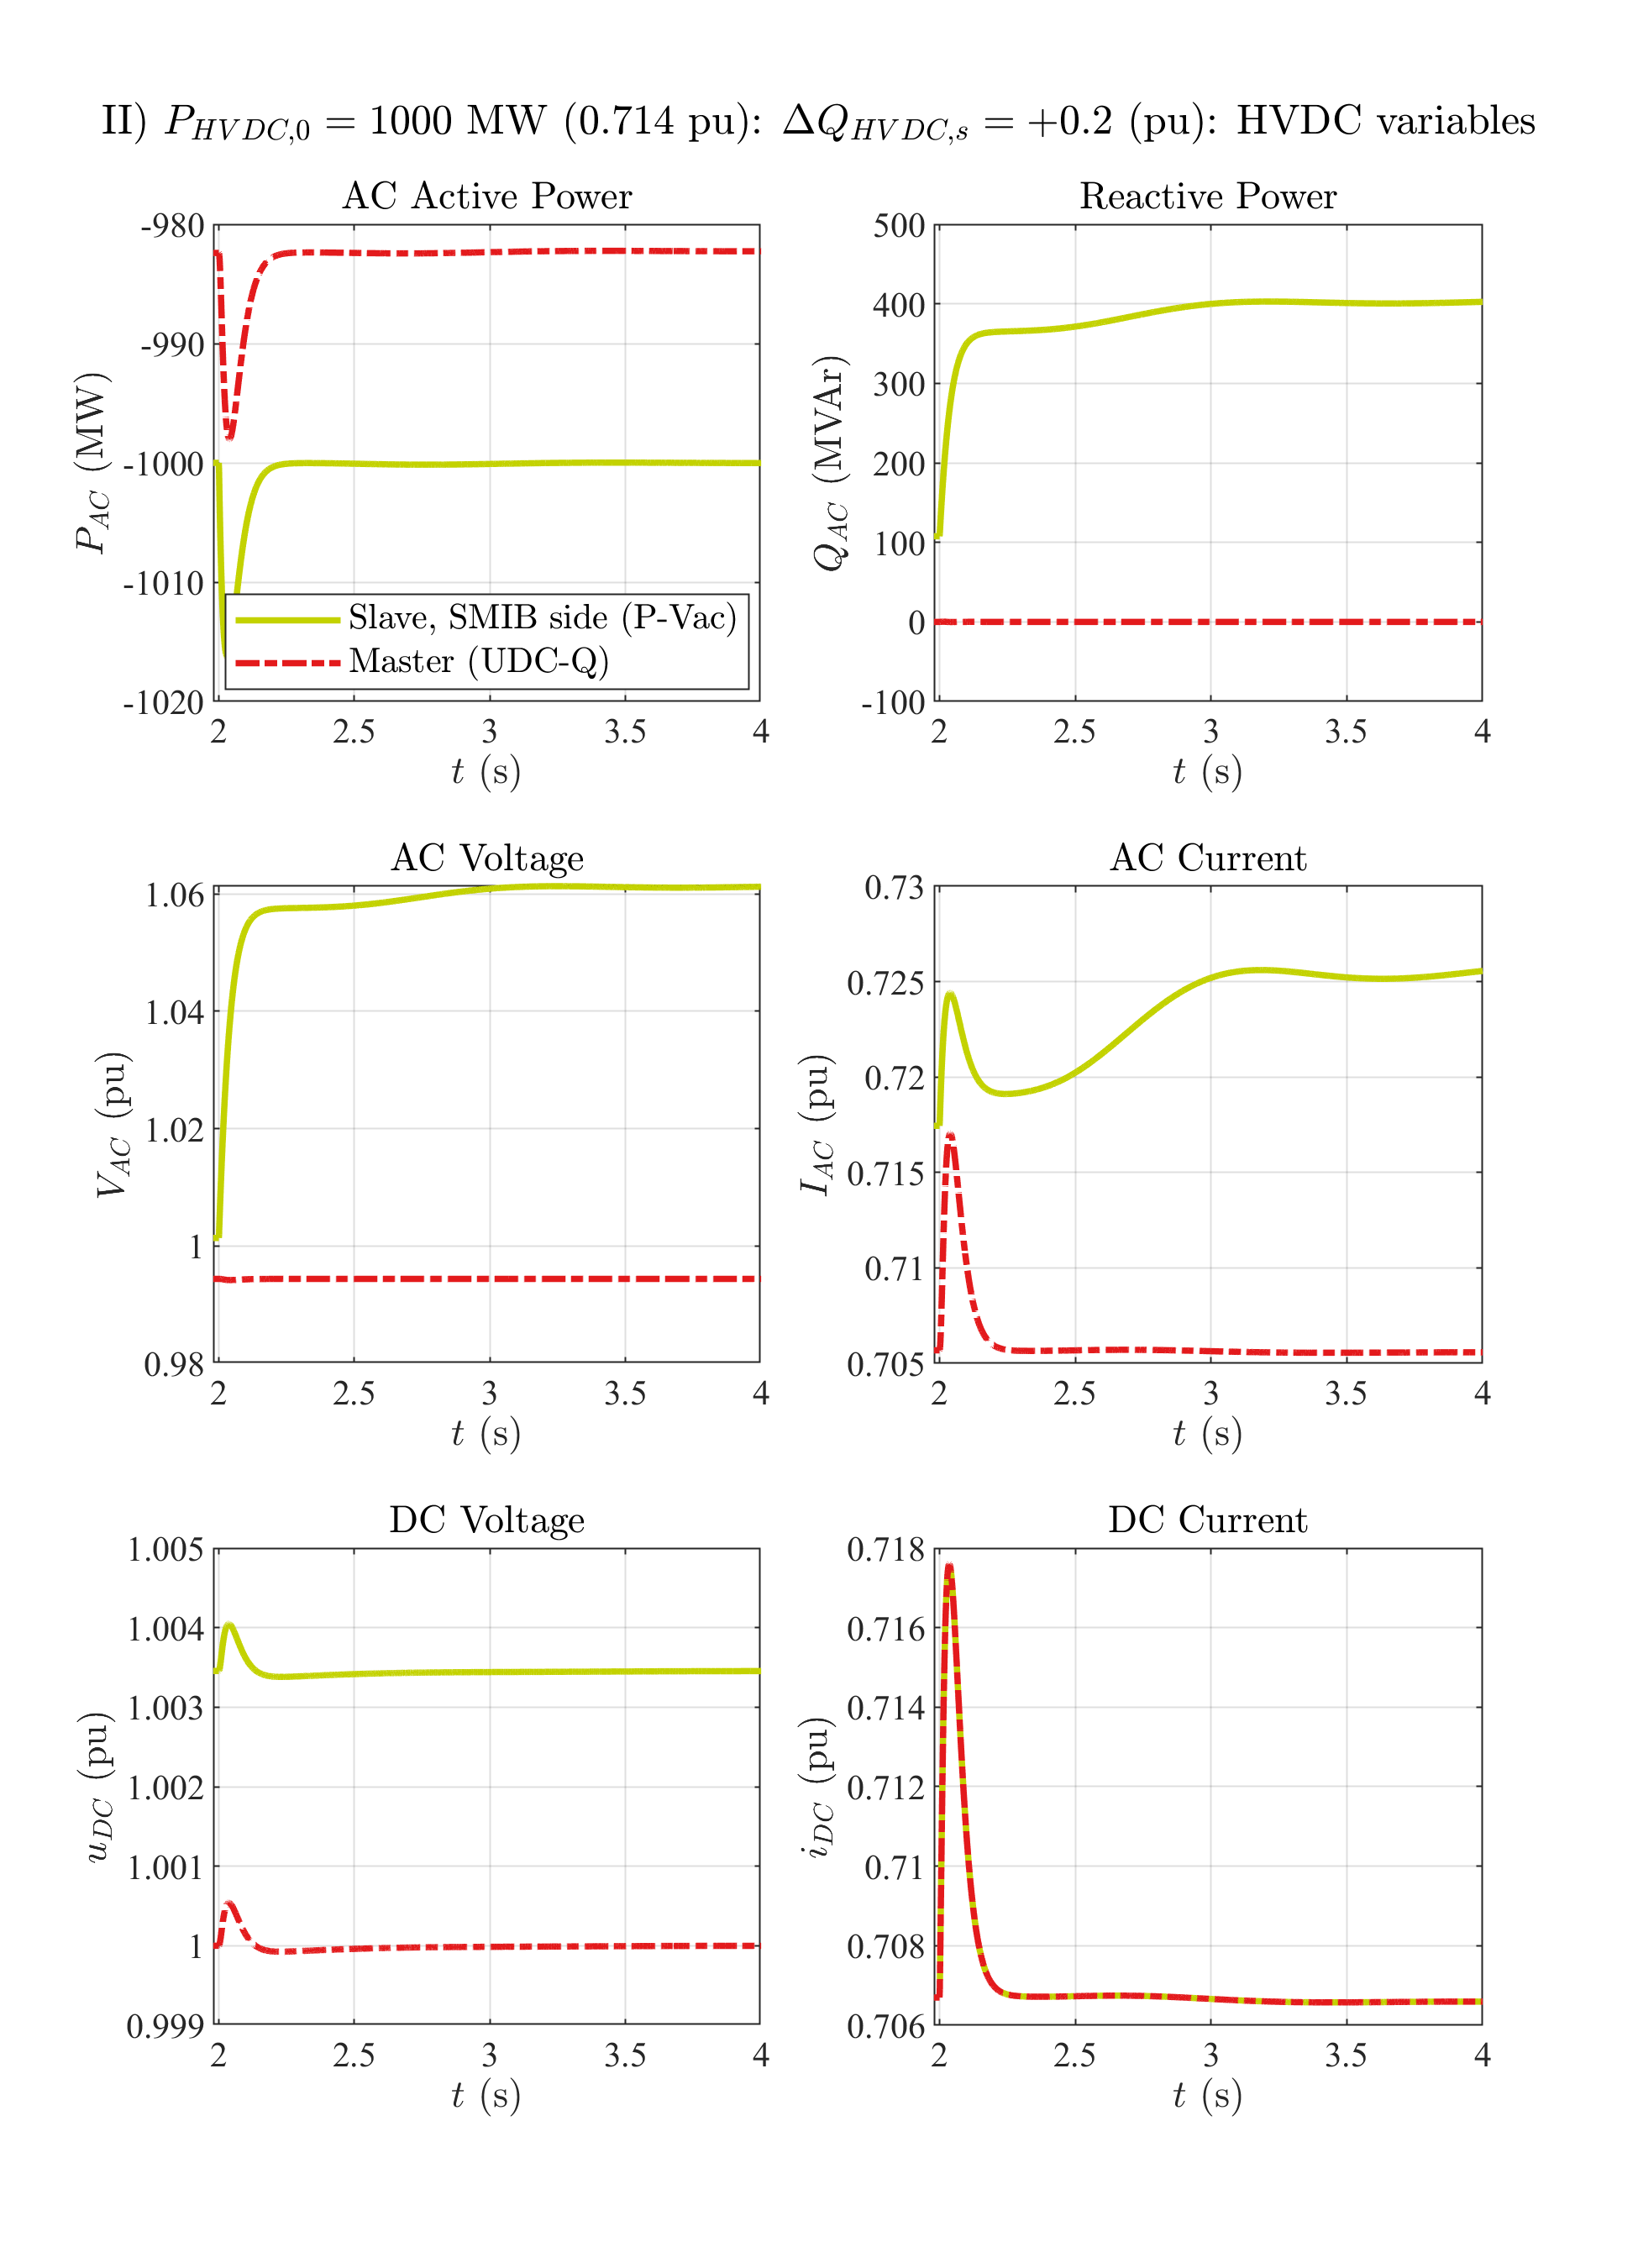 II) P_{HVDC,0} = 1000 MW (0.714 pu): ΔQ_{HVDC,s} = +0.2 (pu): HVDC variables
AC Active Power
-980
-990
-1000
-1010
-1020
P_{AC} (MW)
Slave, SMIB side (P-Vac)
Master (UDC-Q)
2 2.5 3 3.5 4
t (s)
Reactive Power
500
400
300
200
100
0
-100
Q_{AC} (MVAr)
2 2.5 3 3.5 4
t (s)
AC Voltage
1.06
1.04
1.02
1
0.98
V_{AC} (pu)
2 2.5 3 3.5 4
t (s)
AC Current
0.73
0.725
0.72
0.715
0.71
0.705
I_{AC} (pu)
2 2.5 3 3.5 4
t (s)
DC Voltage
1.005
1.004
1.003
1.002
1.001
1
0.999
u_{DC} (pu)
2 2.5 3 3.5 4
t (s)
DC Current
0.718
0.716
0.714
0.712
0.71
0.708
0.706
i_{DC} (pu)
2 2.5 3 3.5 4
t (s)